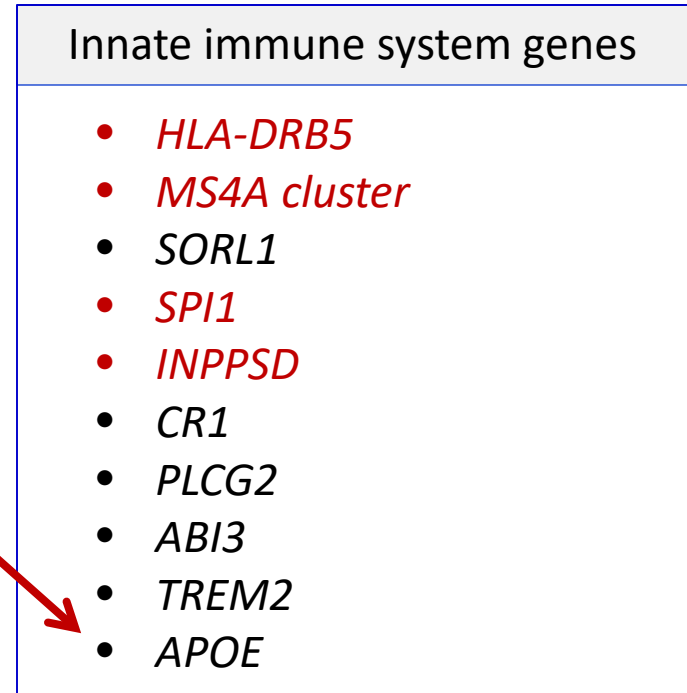 Innate immune system genes
• HLA-DRB5
• MS4A cluster
• SORL1
• SPI1
• INPPSD
• CR1
• PLCG2
• ABI3
• TREM2
• APOE